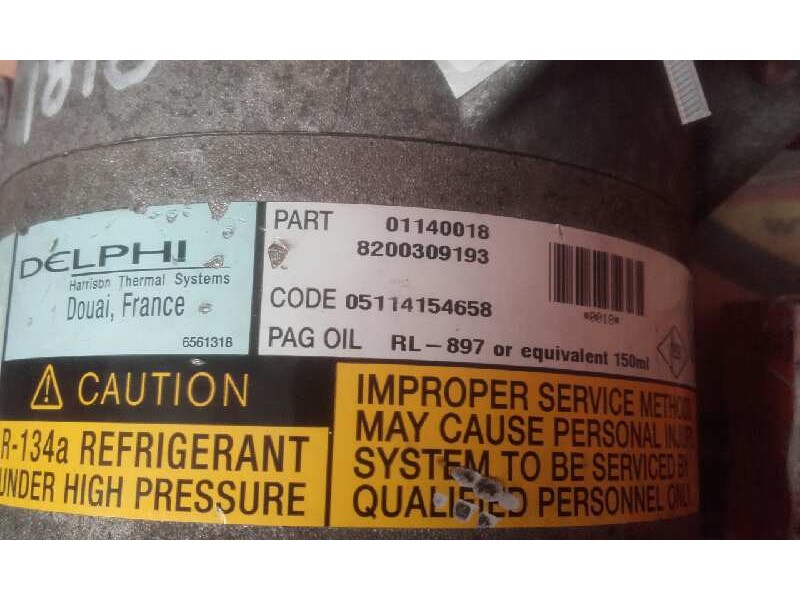 DELPHI
Harrison Thermal Systems
Douai, France
6561318
PART 01140018
8200309193
CODE 05114154658
PAG OIL RL-897 or equivalent 150ml
*0018*
CAUTION
R-134a REFRIGERANT
UNDER HIGH PRESSURE
IMPROPER SERVICE METHODS
MAY CAUSE PERSONAL INJURY
SYSTEM TO BE SERVICED BY
QUALIFIED PERSONNEL ONLY